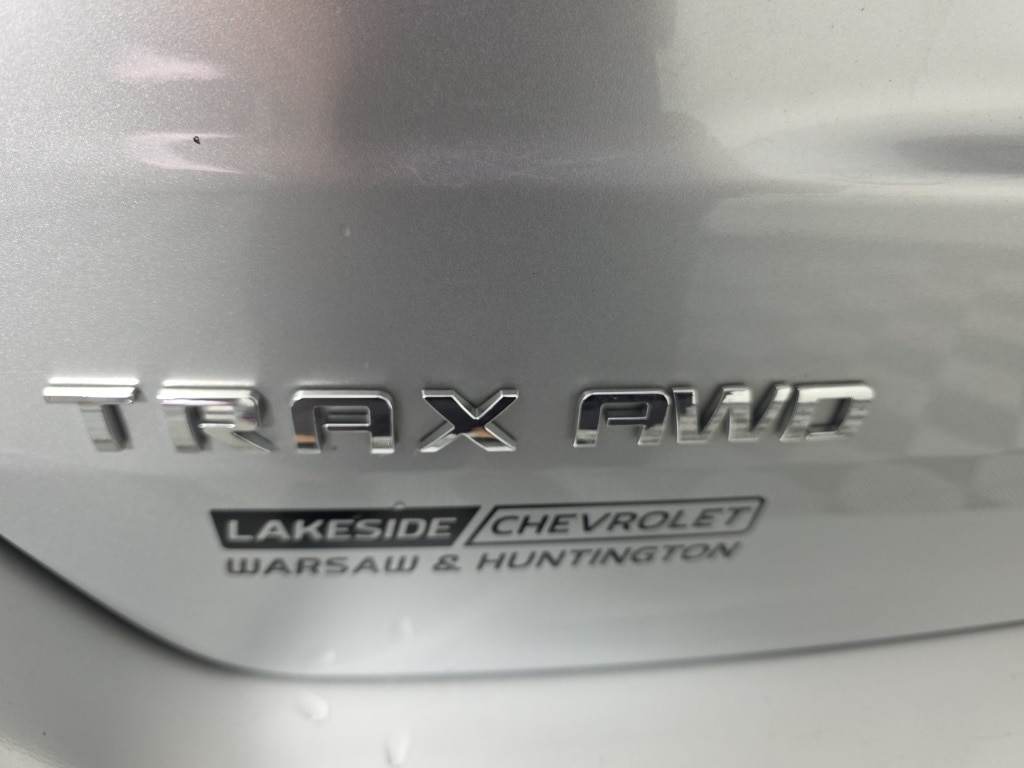 TRAX AWD
LAKESIDE CHEVROLET
WARSAW & HUNTINGTON